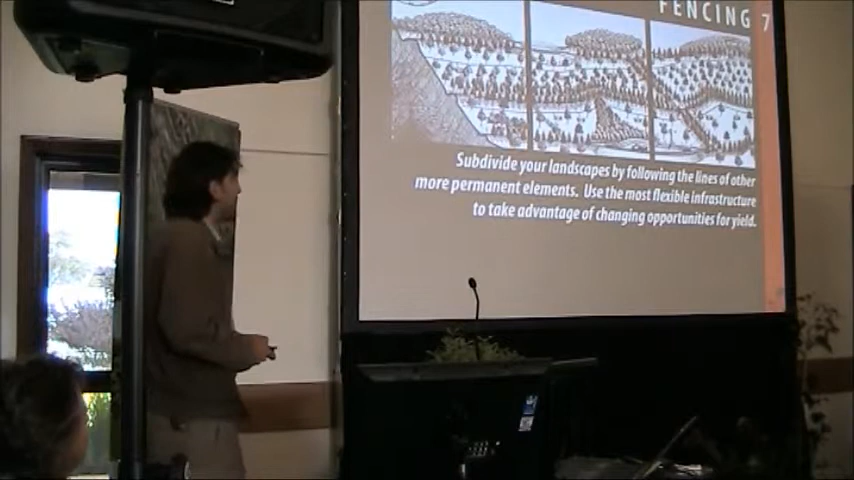 FENCING 7
Subdivide your landscapes by following the lines of other
more permanent elements. Use the most flexible infrastructure
to take advantage of changing opportunities for yield.